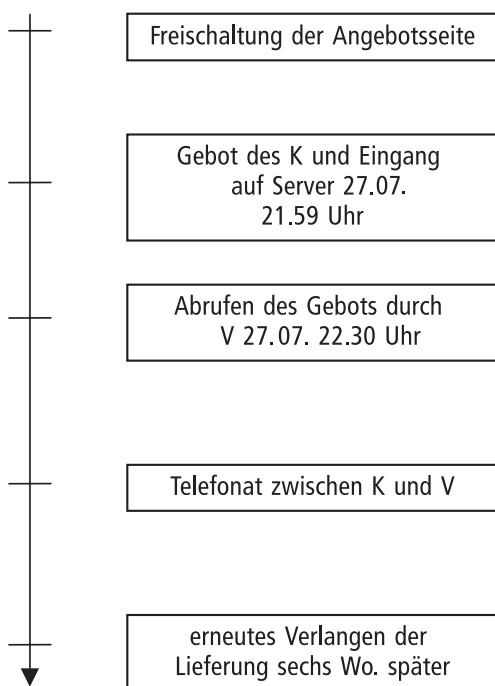 Freischaltung der Angebotsseite
Gebot des K und Eingang
auf Server 27.07.
21.59 Uhr
Abrufen des Gebots durch
V 27.07. 22.30 Uhr
Telefonat zwischen K und V
erneutes Verlangen der
Lieferung sechs Wo. später